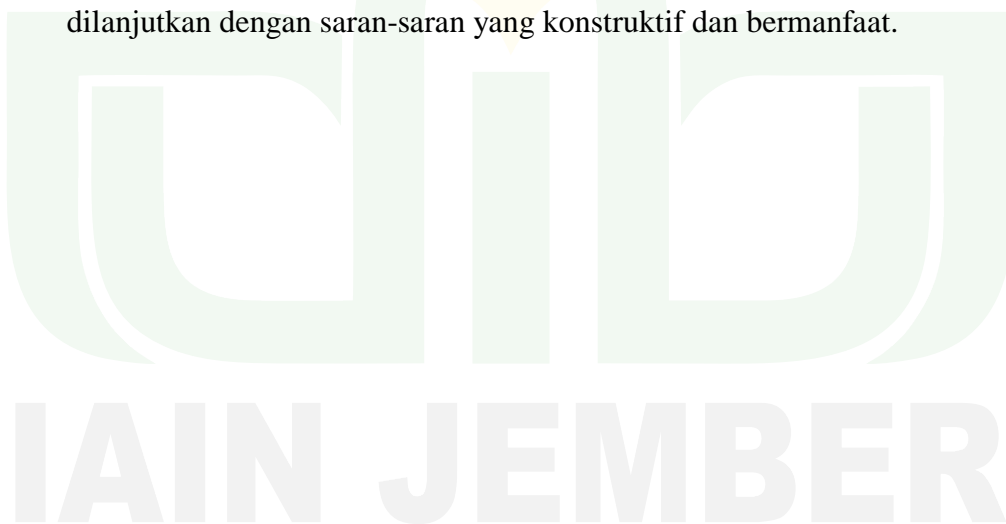 dilanjutkan dengan saran-saran yang konstruktif dan bermanfaat.
IAIN JEMBER